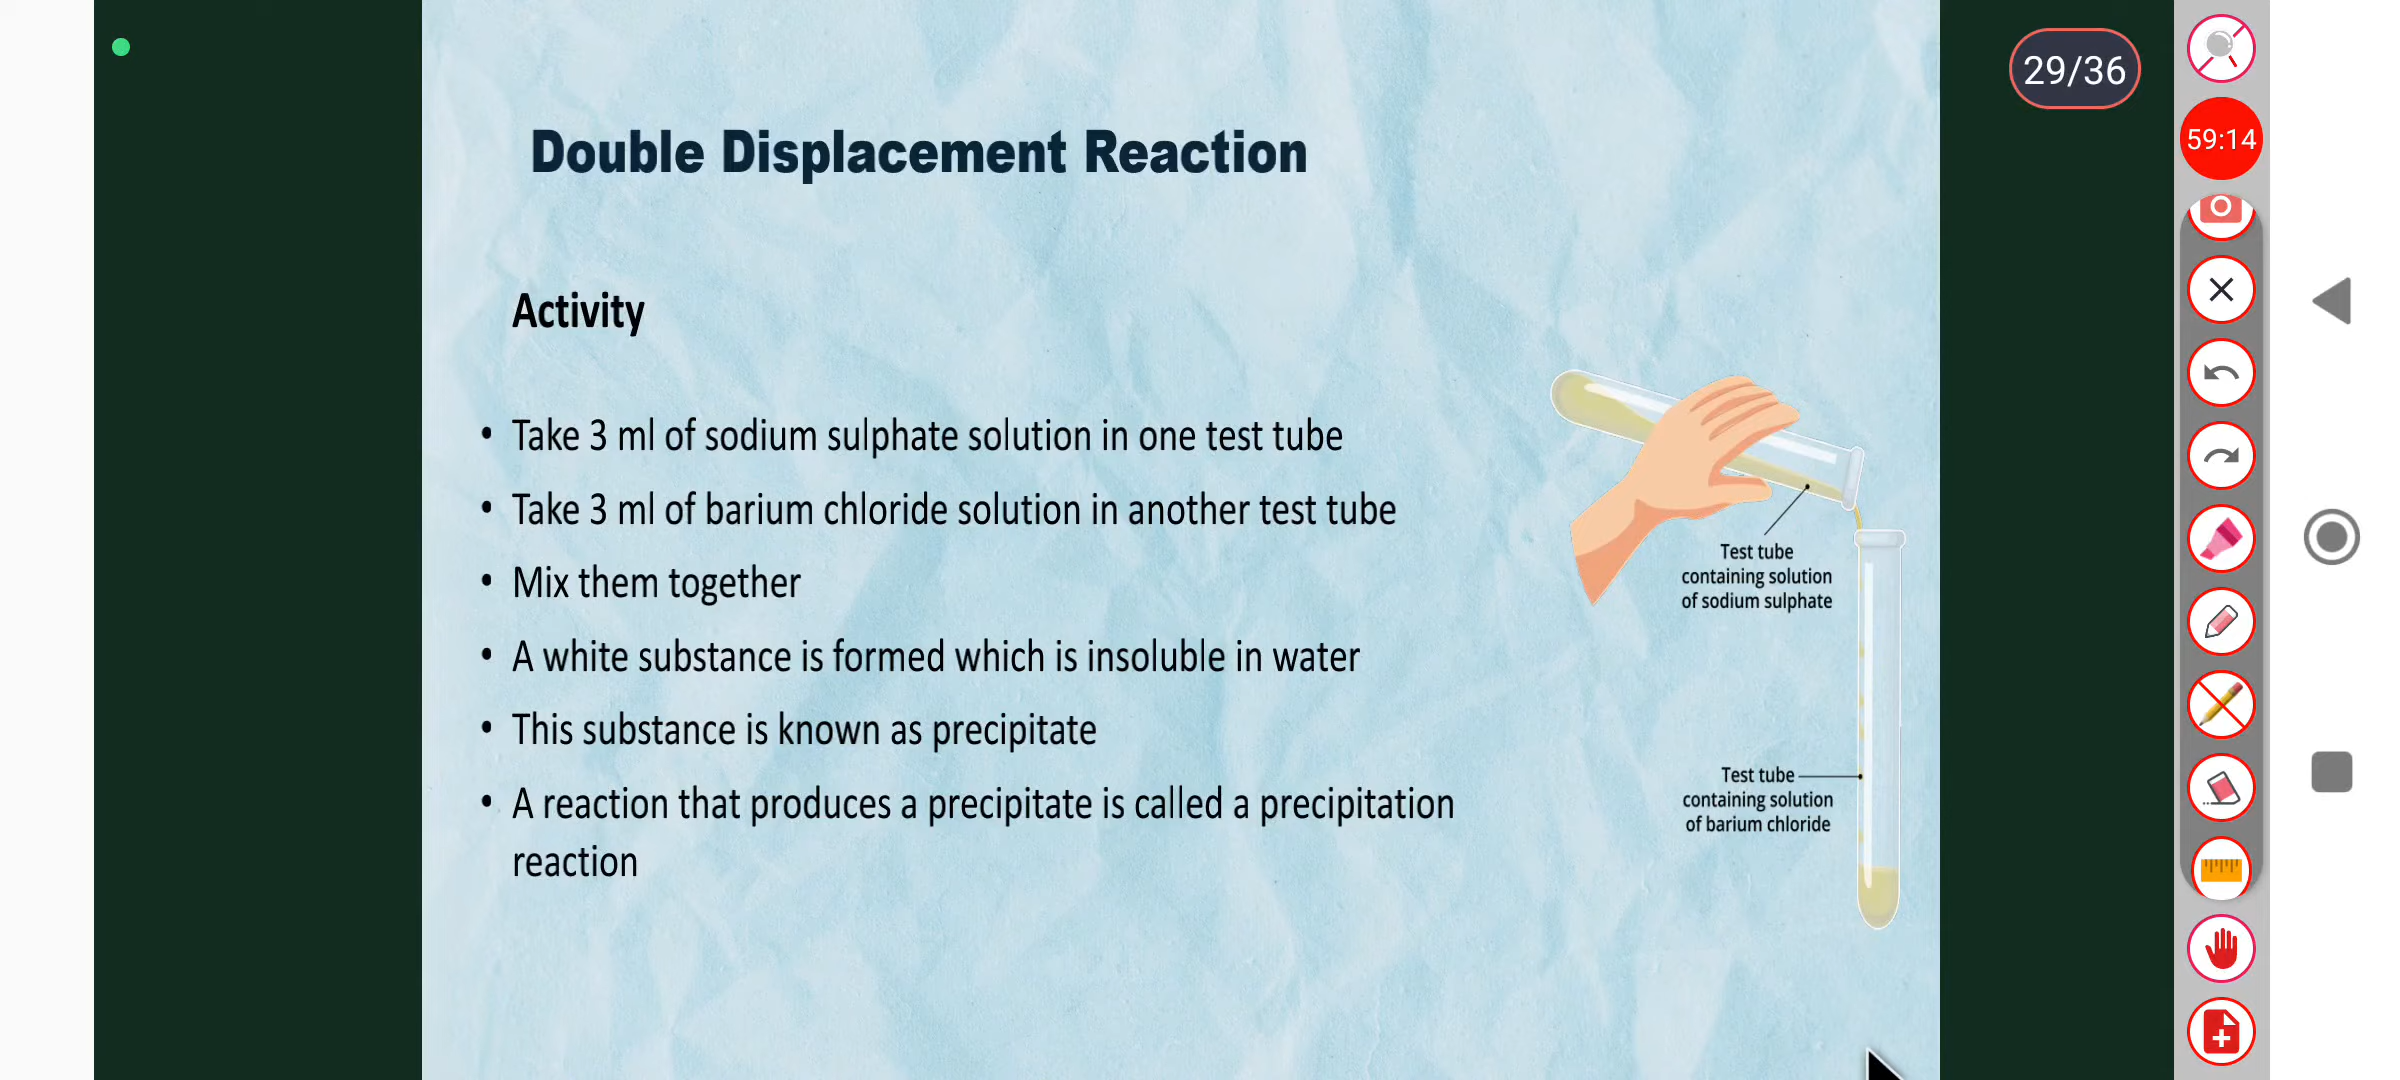 Double Displacement Reaction
29/36
59:14
Activity
• Take 3 ml of sodium sulphate solution in one test tube
• Take 3 ml of barium chloride solution in another test tube
• Mix them together
• A white substance is formed which is insoluble in water
• This substance is known as precipitate
• A reaction that produces a precipitate is called a precipitation
reaction
Test tube
containing solution
of sodium sulphate
Test tube
containing solution
of barium chloride